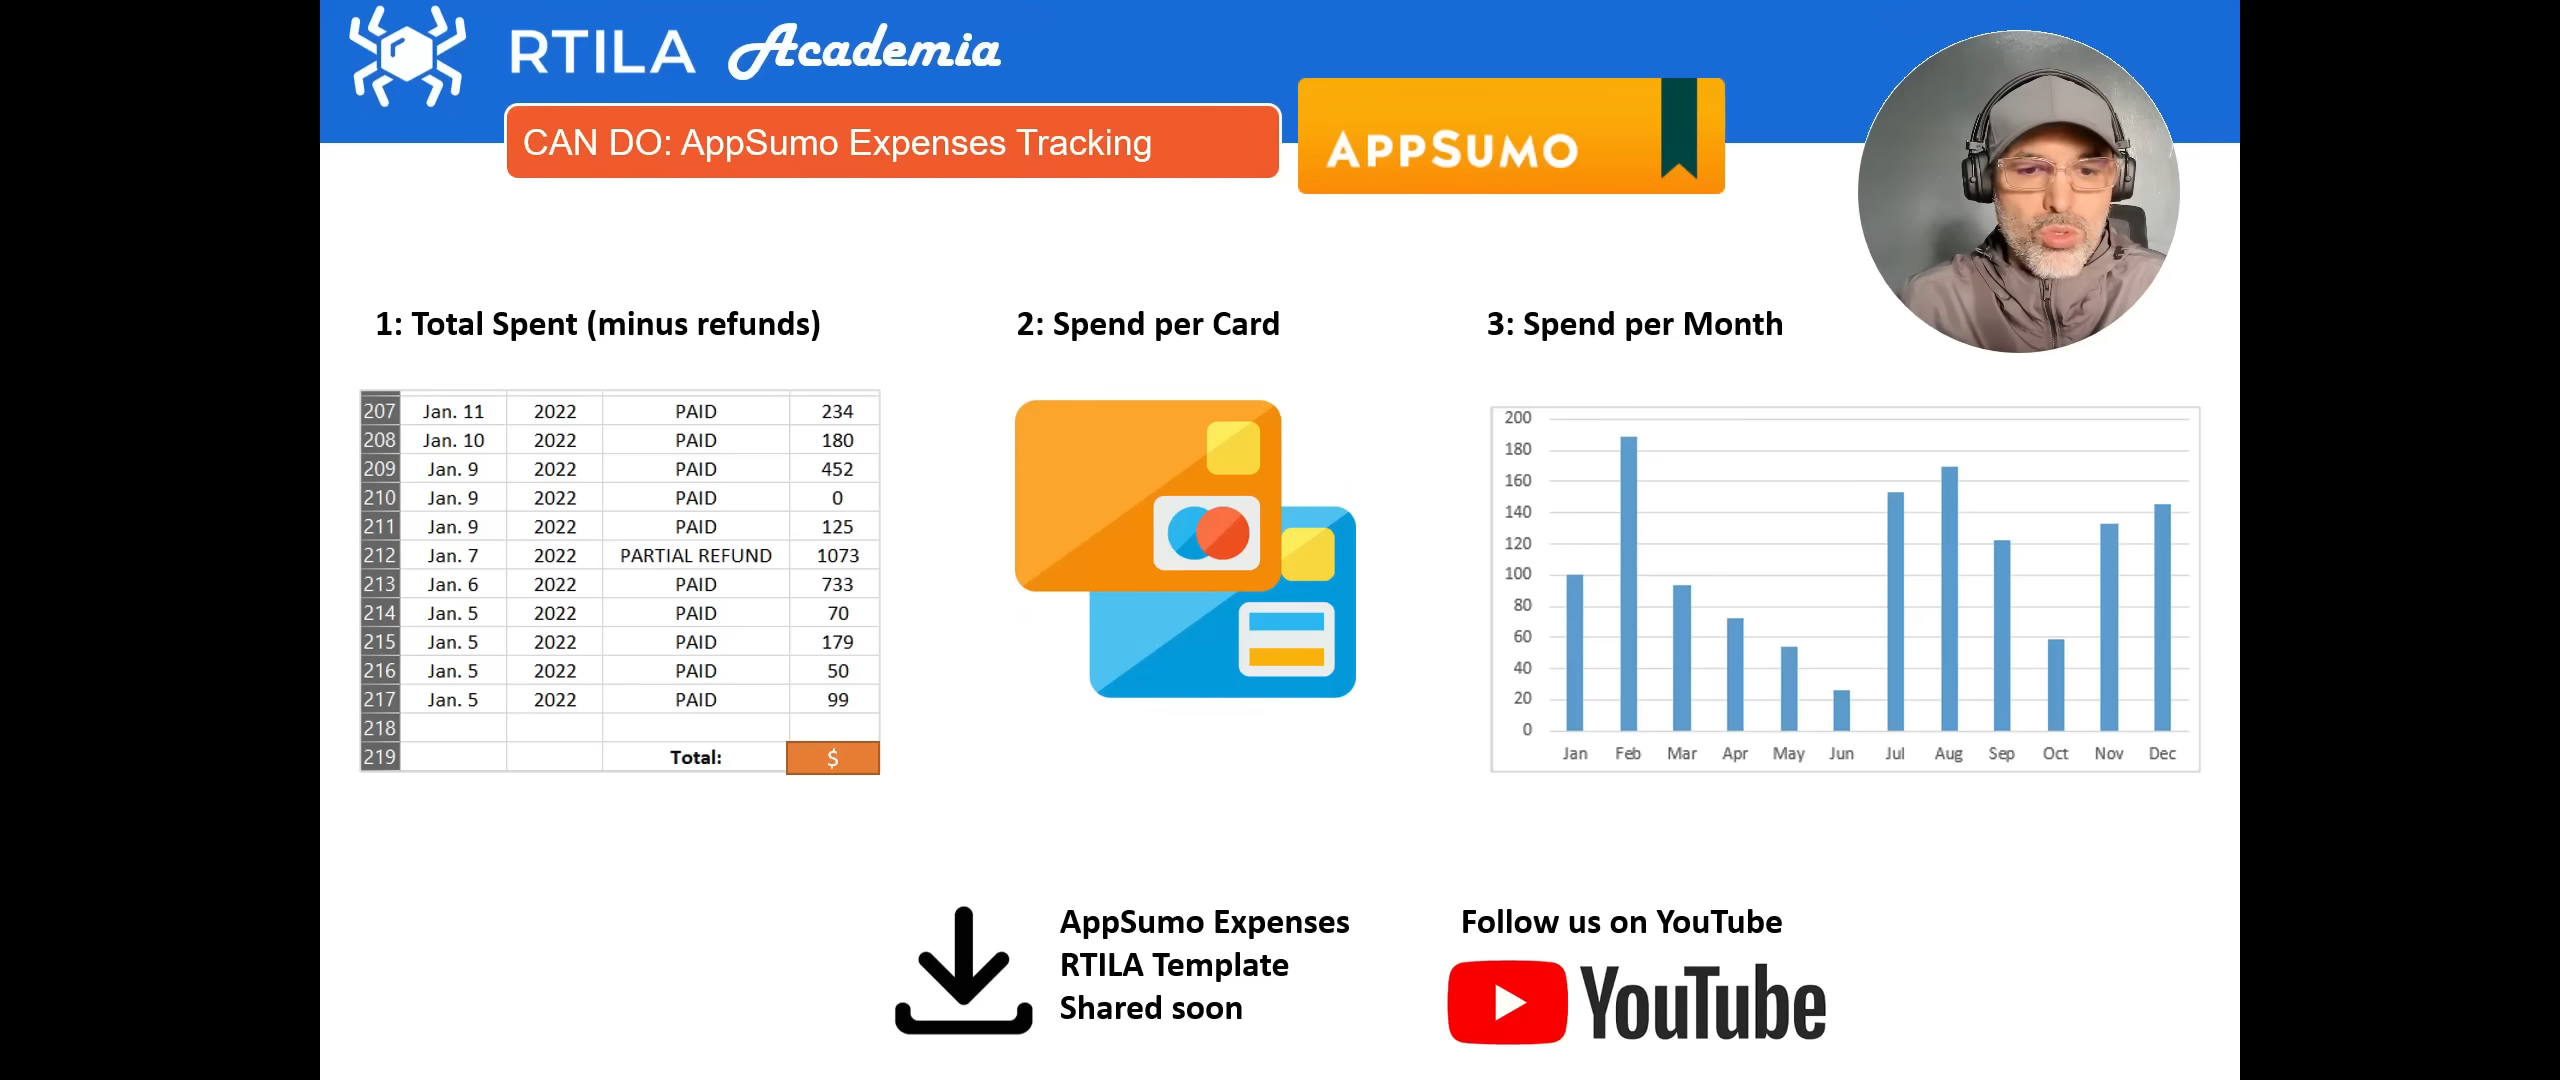 RTILA Academia
CAN DO: AppSumo Expenses Tracking
APPSUMO
1: Total Spent (minus refunds)
207 Jan. 11 2022 PAID 234
208 Jan. 10 2022 PAID 180
209 Jan. 9 2022 PAID 452
210 Jan. 9 2022 PAID 0
211 Jan. 9 2022 PAID 125
212 Jan. 7 2022 PARTIAL REFUND 1073
213 Jan. 6 2022 PAID 733
214 Jan. 5 2022 PAID 70
215 Jan. 5 2022 PAID 179
216 Jan. 5 2022 PAID 50
217 Jan. 5 2022 PAID 99
218
219 Total: $
2: Spend per Card
3: Spend per Month
200
180
160
140
120
100
80
60
40
20
0
Jan Feb Mar Apr May Jun Jul Aug Sep Oct Nov Dec
AppSumo Expenses
RTILA Template
Shared soon
Follow us on YouTube
YouTube